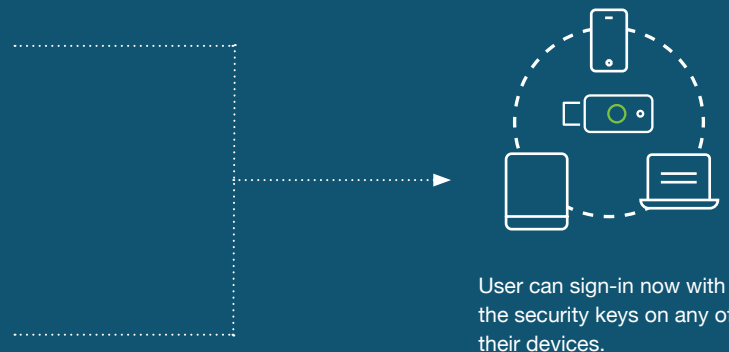 User can sign-in now with
the security keys on any of
their devices.